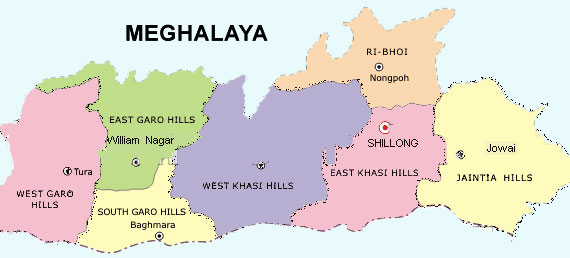 MEGHALAYA
RI-BHOI
Nongpoh
EAST GARO HILLS
William Nagar
SHILLONG
Jowai
Tura
EAST KHASI HILLS
JAINTIA HILLS
WEST GARO
HILLS
WEST KHASI HILLS
SOUTH GARO HILLS
Baghmara